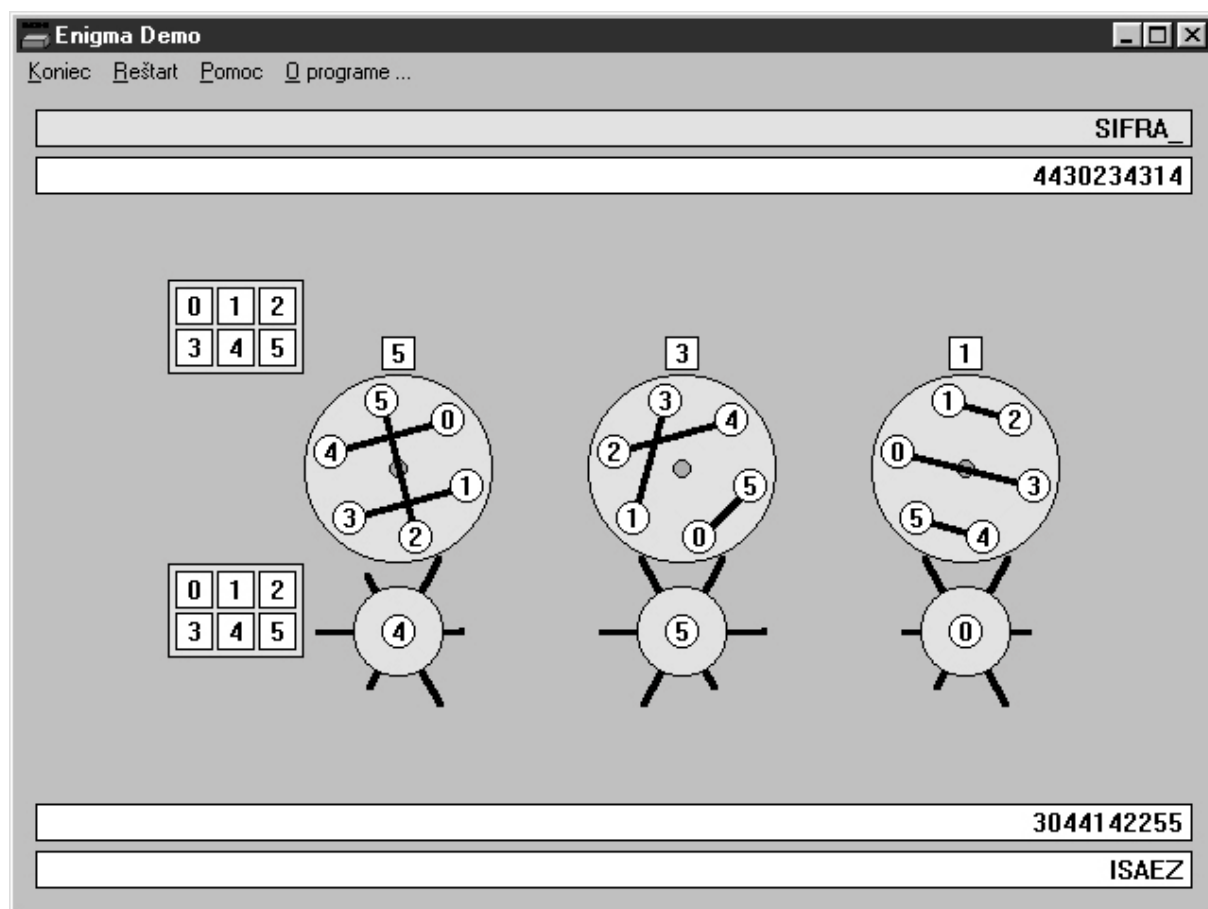 Enigma Demo
Koniec Reštart Pomoc O programe ...
SIFRA_
4430234314
0 1 2
3 4 5
5 3 1
5 0 4 3 1 2
3 4 2 5 1 0
1 2 0 3 5 4
0 1 2
3 4 5
4 5 0
3044142255
ISAEZ